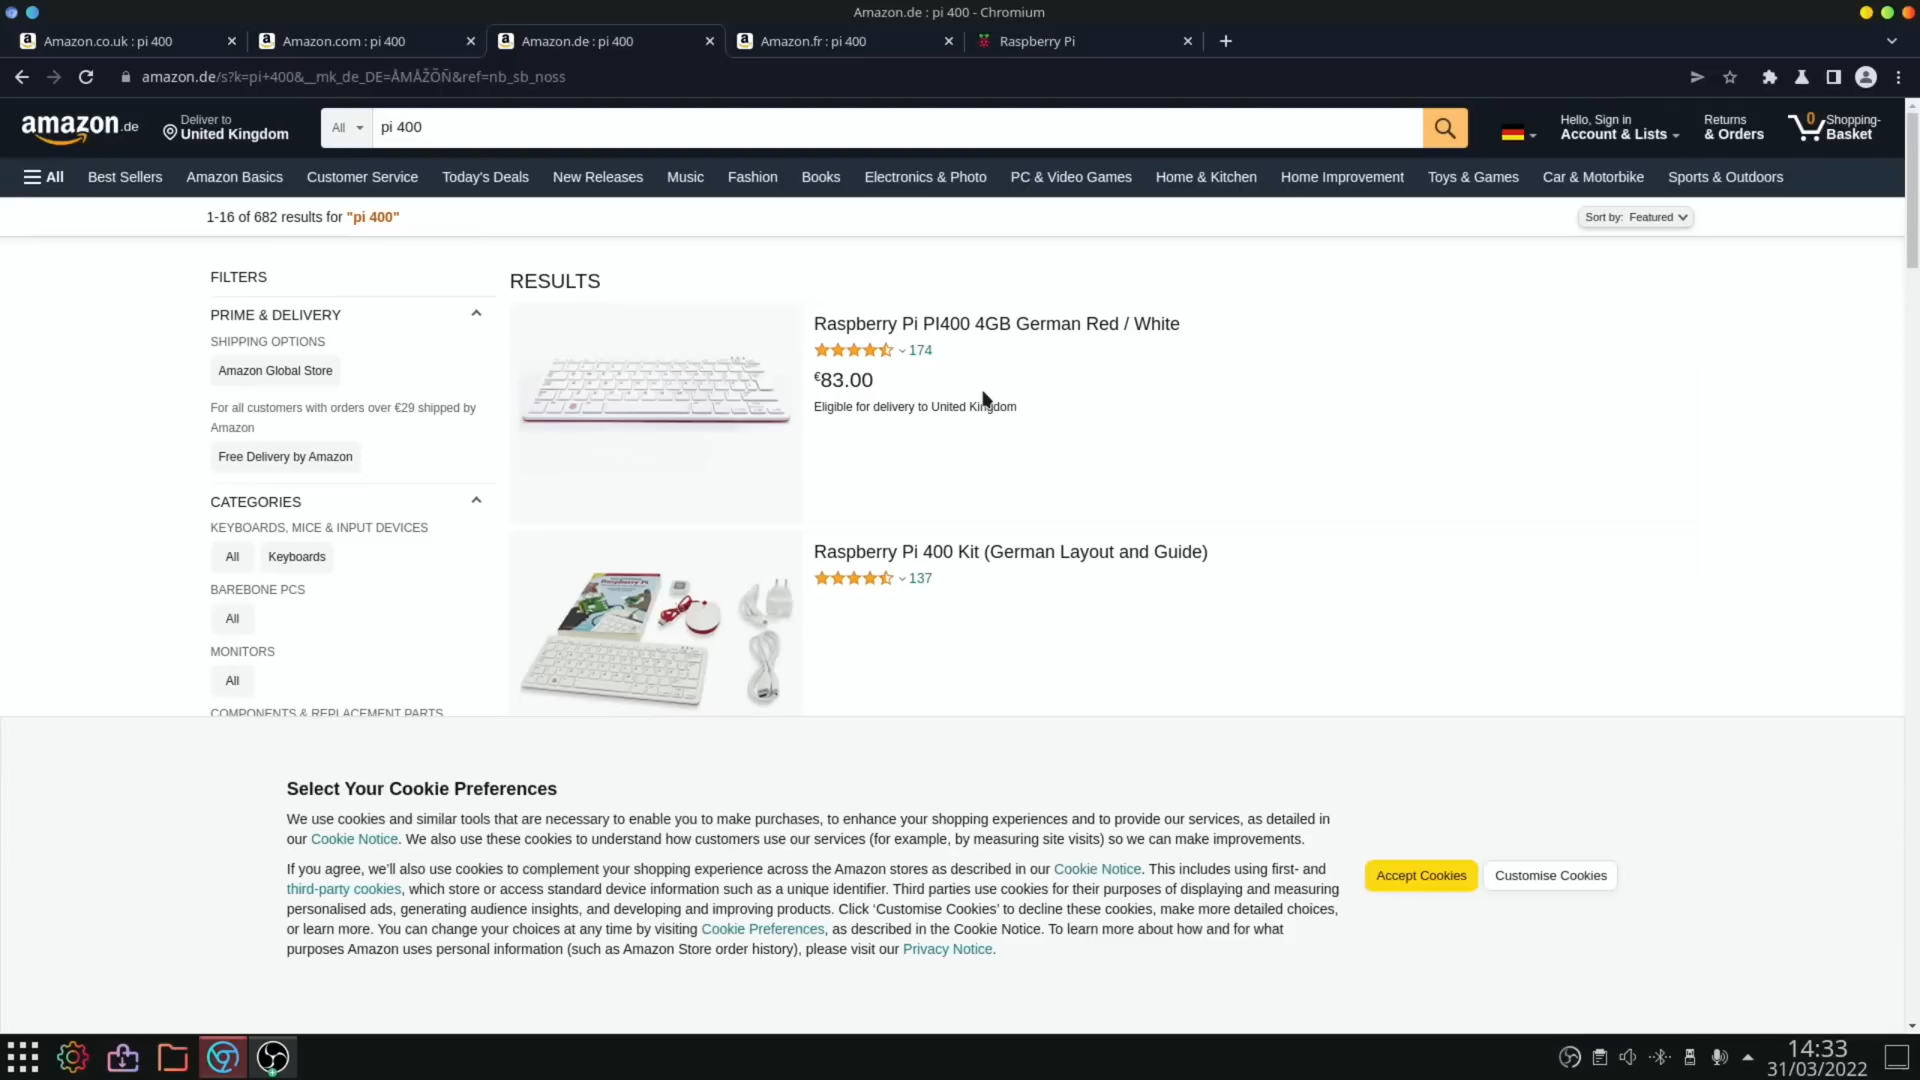 Amazon.de : pi 400 - Chromium
Amazon.co.uk : pi 400
Amazon.com : pi 400
Amazon.de : pi 400
Amazon.fr : pi 400
Raspberry Pi
amazon.de/s?k=pi+400&__mk_de_DE=ÅMÅŽÕÑ&ref=nb_sb_noss
amazon.de
Deliver to
United Kingdom
All
pi 400
Hello, Sign in
Account & Lists
Returns
& Orders
0
Shopping-
Basket
All
Best Sellers
Amazon Basics
Customer Service
Today's Deals
New Releases
Music
Fashion
Books
Electronics & Photo
PC & Video Games
Home & Kitchen
Home Improvement
Toys & Games
Car & Motorbike
Sports & Outdoors
1-16 of 682 results for "pi 400"
Sort by: Featured
FILTERS
PRIME & DELIVERY
SHIPPING OPTIONS
Amazon Global Store
For all customers with orders over €29 shipped by
Amazon
Free Delivery by Amazon
CATEGORIES
KEYBOARDS, MICE & INPUT DEVICES
All
Keyboards
BAREBONE PCS
All
MONITORS
All
COMPONENTS & REPLACEMENT PARTS
RESULTS
Raspberry Pi PI400 4GB German Red / White
174
€83.00
Eligible for delivery to United Kingdom
Raspberry Pi 400 Kit (German Layout and Guide)
137
Select Your Cookie Preferences
We use cookies and similar tools that are necessary to enable you to make purchases, to enhance your shopping experiences and to provide our services, as detailed in
our Cookie Notice. We also use these cookies to understand how customers use our services (for example, by measuring site visits) so we can make improvements.
If you agree, we'll also use cookies to complement your shopping experience across the Amazon stores as described in our Cookie Notice. This includes using first- and
third-party cookies, which store or access standard device information such as a unique identifier. Third parties use cookies for their purposes of displaying and measuring
personalised ads, generating audience insights, and developing and improving products. Click ‘Customise Cookies’ to decline these cookies, make more detailed choices,
or learn more. You can change your choices at any time by visiting Cookie Preferences, as described in the Cookie Notice. To learn more about how and for what
purposes Amazon uses personal information (such as Amazon Store order history), please visit our Privacy Notice.
Accept Cookies
Customise Cookies
14:33
31/03/2022